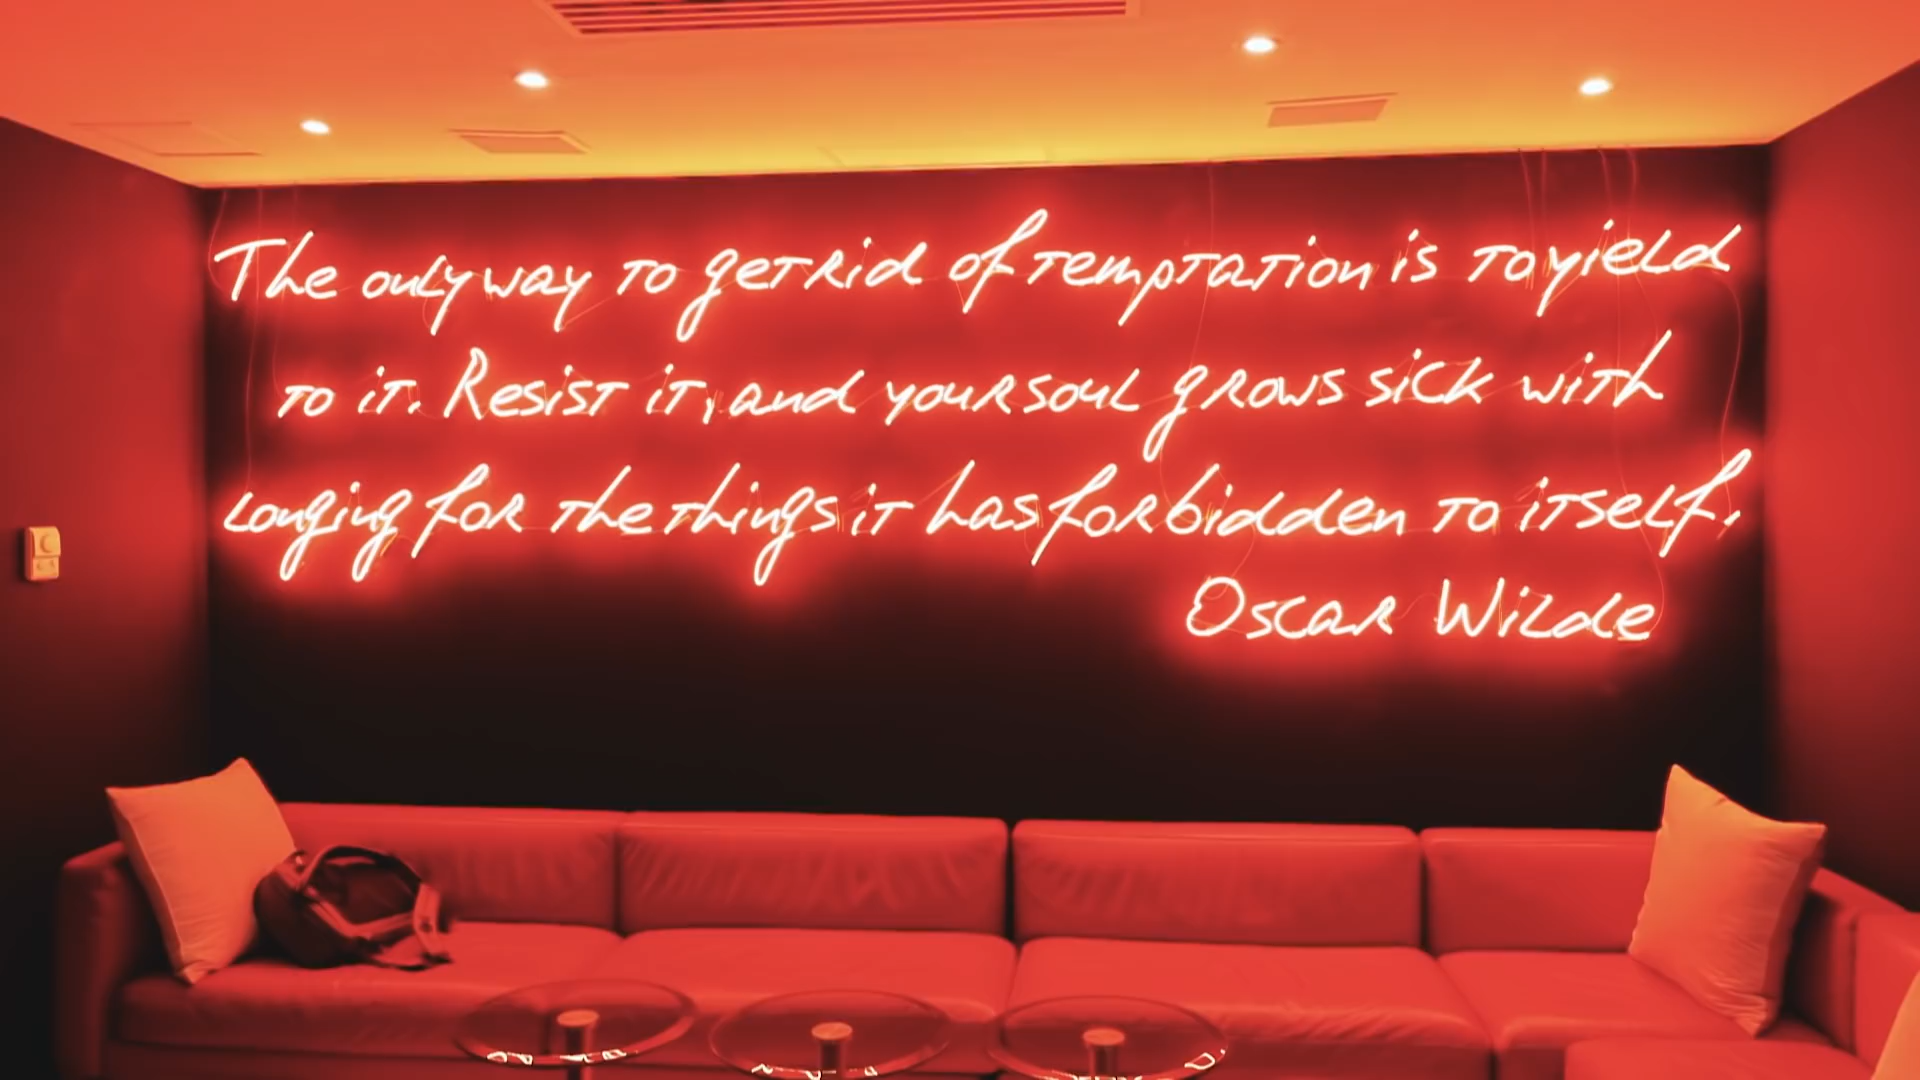 The only way to get rid of temptation is to yield
to it. Resist it, and your soul grows sick with
longing for the things it has forbidden to itself.
Oscar Wilde